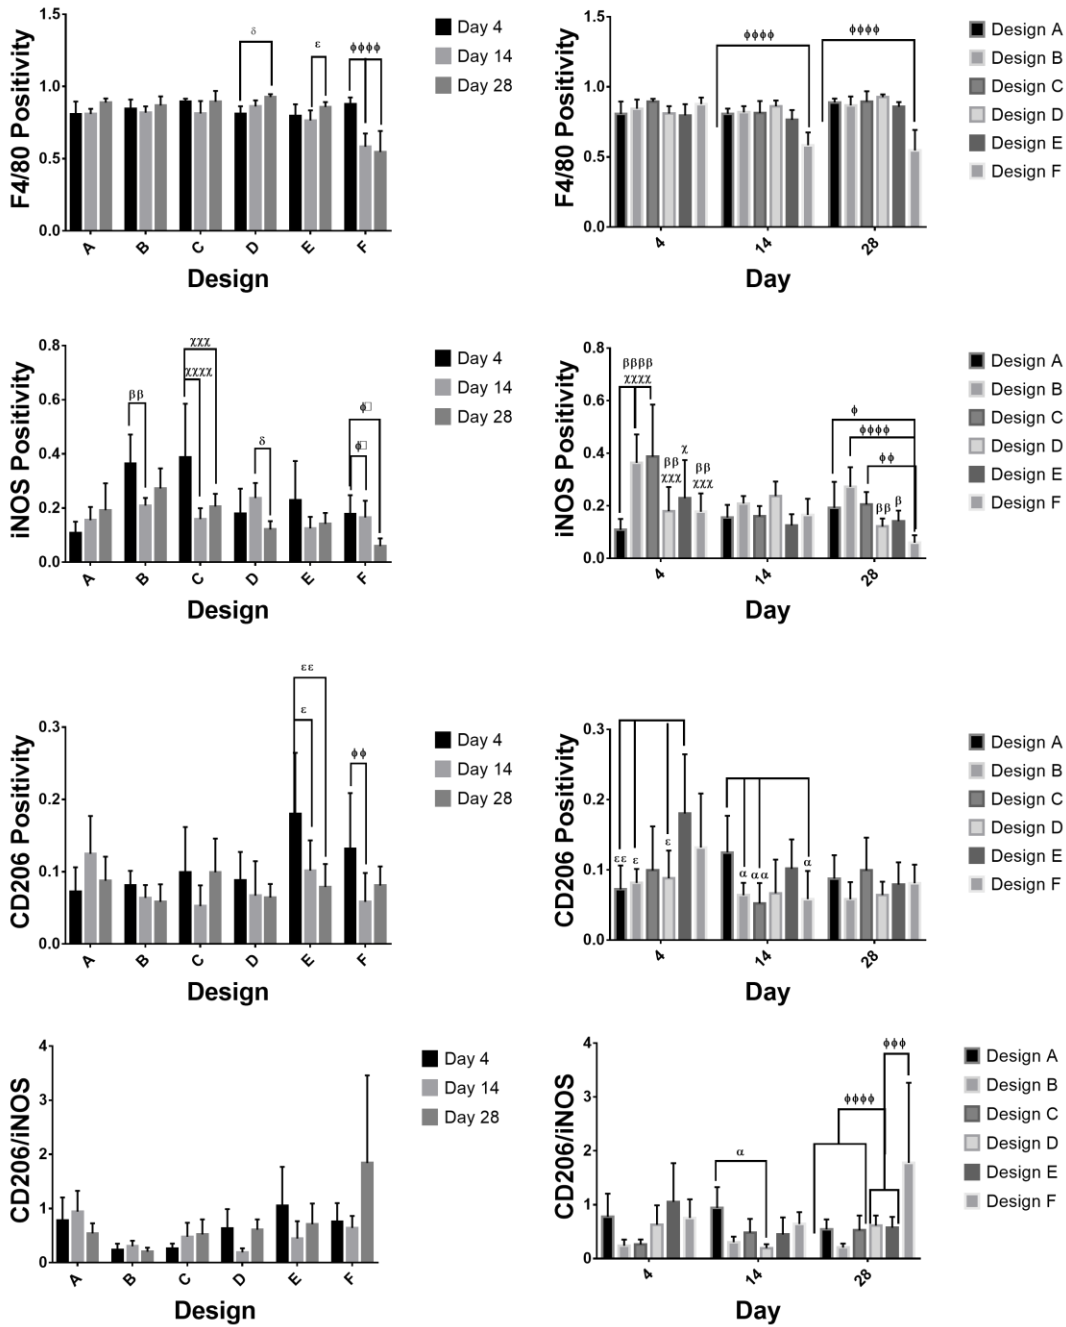 F4/80 Positivity
1.5
1.0
0.5
0.0
δ
ε
ϕϕϕϕ
A B C D E F
Design
Day 4
Day 14
Day 28
F4/80 Positivity
1.5
1.0
0.5
0.0
ϕϕϕϕ
ϕϕϕϕ
4 14 28
Day
Design A
Design B
Design C
Design D
Design E
Design F
iNOS Positivity
0.8
0.6
0.4
0.2
0.0
ββ
χχχ
χχχχ
δ
ϕ□
ϕ□
A B C D E F
Design
Day 4
Day 14
Day 28
iNOS Positivity
0.8
0.6
0.4
0.2
0.0
ββββ
χχχχ
ββ
χχχ
χ
ββ
χχχ
ϕ
ϕϕϕϕ
ϕϕ
ββ
β
4 14 28
Day
Design A
Design B
Design C
Design D
Design E
Design F
CD206 Positivity
0.3
0.2
0.1
0.0
εε
ε
ϕϕ
A B C D E F
Design
Day 4
Day 14
Day 28
CD206 Positivity
0.3
0.2
0.1
0.0
εε
ε
ε
α
αα
α
4 14 28
Day
Design A
Design B
Design C
Design D
Design E
Design F
CD206/iNOS
4
3
2
1
0
A B C D E F
Design
Day 4
Day 14
Day 28
CD206/iNOS
4
3
2
1
0
α
ϕϕϕϕ
ϕϕϕ
4 14 28
Day
Design A
Design B
Design C
Design D
Design E
Design F